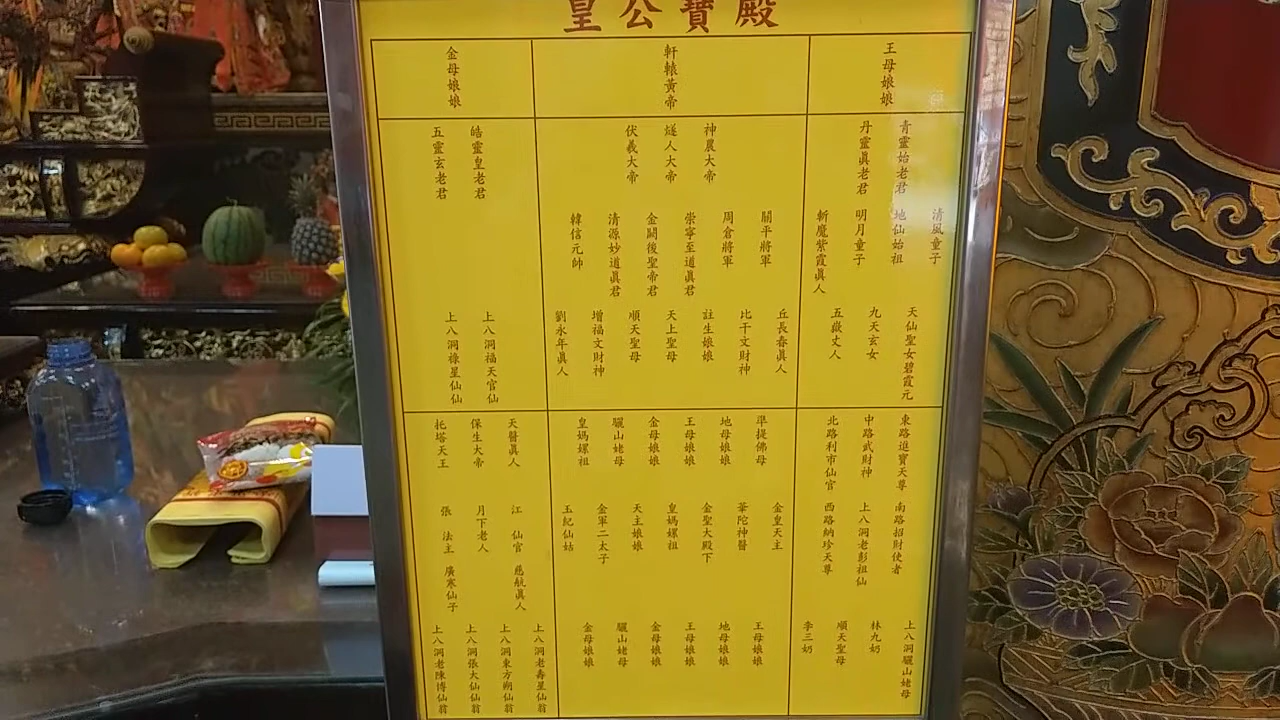 皇公寶殿
王母娘娘
軒轅黃帝
金母娘娘
青靈始老君
丹靈眞老君
神農大帝
燧人大帝
伏羲大帝
皓靈皇老君
五靈玄老君
清風童子
地仙始祖
明月童子
斬魔紫霞眞人
關平將軍
周倉將軍
崇寧至道眞君
金闕後聖帝君
清源妙道眞君
韓信元帥
天仙聖女碧霞元
九天玄女
五嶽丈人
丘長春眞人
比干文財神
註生娘娘
天上聖母
順天聖母
增福文財神
劉永年眞人
上八洞福天官仙
上八洞祿星仙仙
東路進寶天尊
中路武財神
北路利市仙官
準提佛母
地母娘娘
王母娘娘
金母娘娘
驪山姥母
皇媽嫘祖
天醫眞人
保生大帝
托塔天王
南路招財使者
上八洞老彭祖仙
西路納珍天尊
金皇天主
華陀神醫
金聖大殿下
皇媽嫘祖
天主娘娘
金軍二太子
玉紀仙姑
江 仙官
月下老人
張 法主
慈航眞人
廣寒仙子
上八洞驪山姥母
林九奶
順天聖母
李三奶
王母娘娘
地母娘娘
王母娘娘
金母娘娘
驪山姥母
金母娘娘
上八洞老壽星仙翁
上八洞東方朔仙翁
上八洞張大仙仙翁
上八洞老陳博仙翁